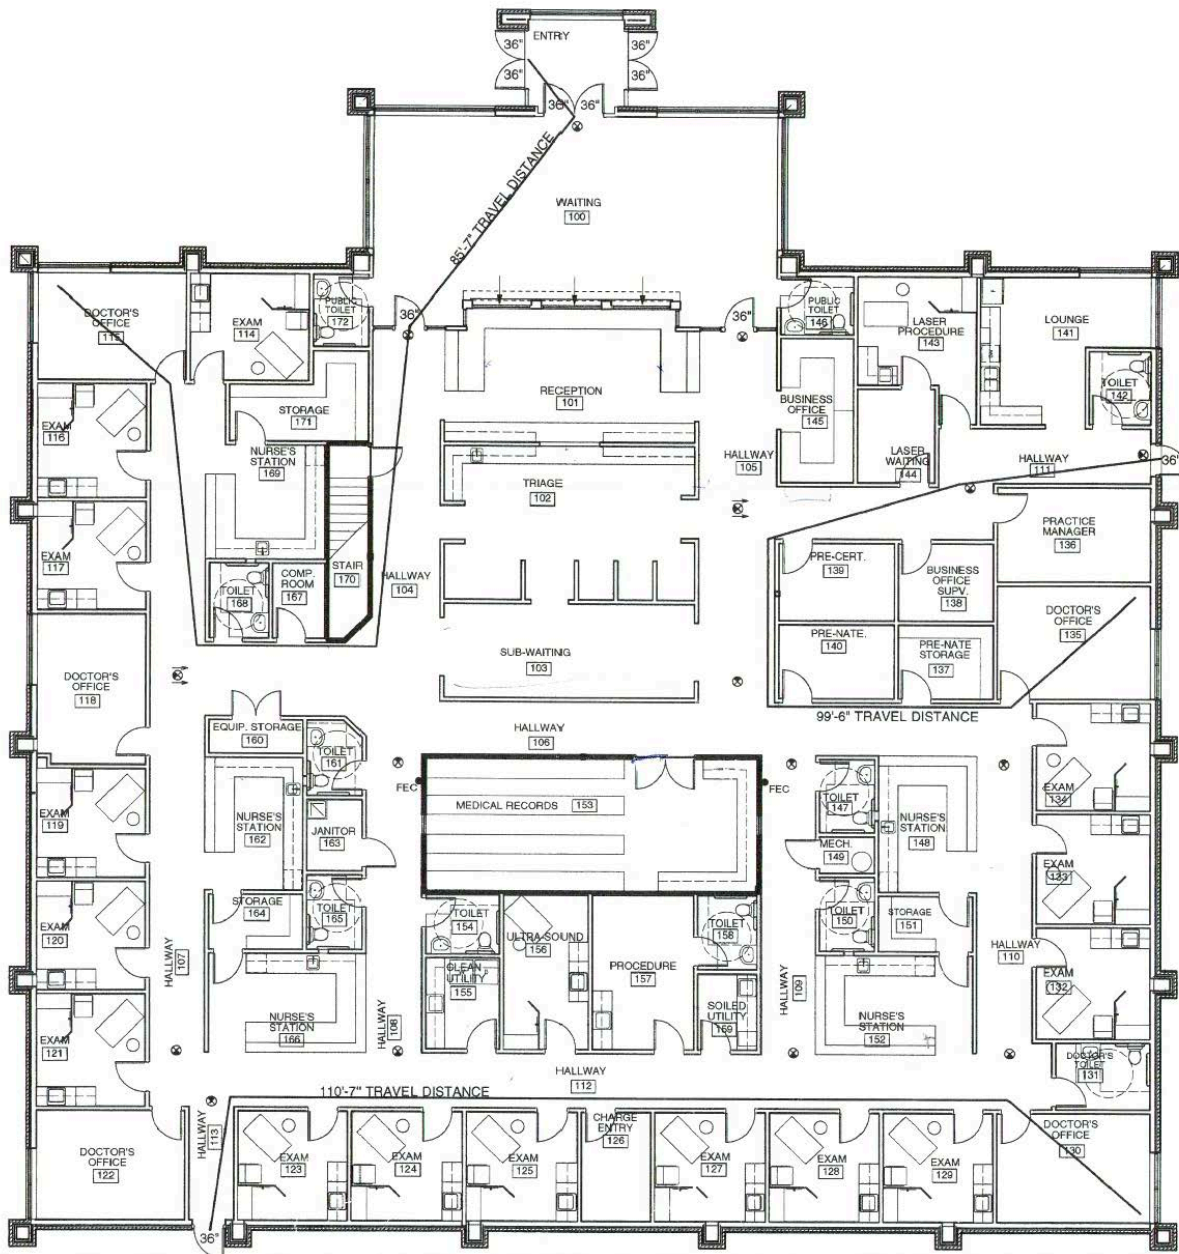 ENTRY
36"
36"
36"
36"
36"
36"
85'-7" TRAVEL DISTANCE
WAITING
100
DOCTOR'S
OFFICE
115
EXAM
114
PUBLIC
TOILET
172
36"
36"
PUBLIC
TOILET
146
LASER
PROCEDURE
143
LOUNGE
141
TOILET
142
EXAM
116
STORAGE
171
RECEPTION
101
BUSINESS
OFFICE
145
NURSE'S
STATION
169
HALLWAY
105
LASER
WAITING
144
HALLWAY
111
36"
TRIAGE
102
EXAM
117
PRACTICE
MANAGER
136
STAIR
170
HALLWAY
104
COMP.
ROOM
167
TOILET
168
PRE-CERT.
139
BUSINESS
OFFICE
SUPV.
138
DOCTOR'S
OFFICE
135
SUB-WAITING
103
PRE-NATE.
140
PRE-NATE
STORAGE
137
DOCTOR'S
OFFICE
118
99'-6" TRAVEL DISTANCE
EQUIP. STORAGE
160
HALLWAY
106
TOILET
161
FEC
FEC
MEDICAL RECORDS 153
EXAM
119
NURSE'S
STATION
162
JANITOR
163
TOILET
147
NURSE'S
STATION
148
EXAM
134
MECH.
149
EXAM
133
STORAGE
164
TOILET
165
TOILET
154
ULTRA-SOUND
156
TOILET
158
TOILET
150
STORAGE
151
EXAM
120
HALLWAY
107
CLEAN
UTILITY
155
PROCEDURE
157
HALLWAY
110
EXAM
132
HALLWAY
109
SOILED
UTILITY
159
NURSE'S
STATION
166
HALLWAY
108
NURSE'S
STATION
152
EXAM
121
DOCTOR'S
TOILET
131
HALLWAY
112
110'-7" TRAVEL DISTANCE
HALLWAY
113
DOCTOR'S
OFFICE
122
EXAM
123
EXAM
124
EXAM
125
CHARGE
ENTRY
126
EXAM
127
EXAM
128
EXAM
129
DOCTOR'S
OFFICE
130
36"